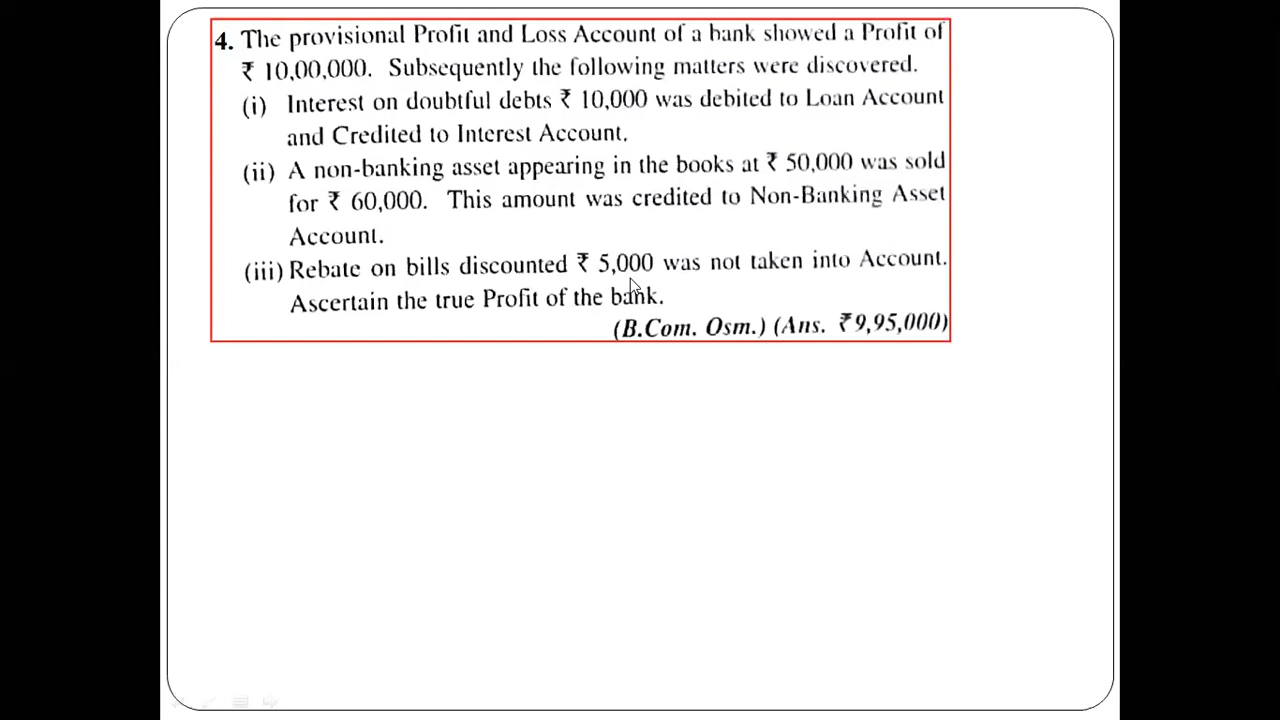 4. The provisional Profit and Loss Account of a bank showed a Profit of
₹ 10,00,000. Subsequently the following matters were discovered.
(i) Interest on doubtful debts ₹ 10,000 was debited to Loan Account
and Credited to Interest Account.
(ii) A non-banking asset appearing in the books at ₹ 50,000 was sold
for ₹ 60,000. This amount was credited to Non-Banking Asset
Account.
(iii) Rebate on bills discounted ₹ 5,000 was not taken into Account.
Ascertain the true Profit of the bank.
(B.Com. Osm.) (Ans. ₹9,95,000)